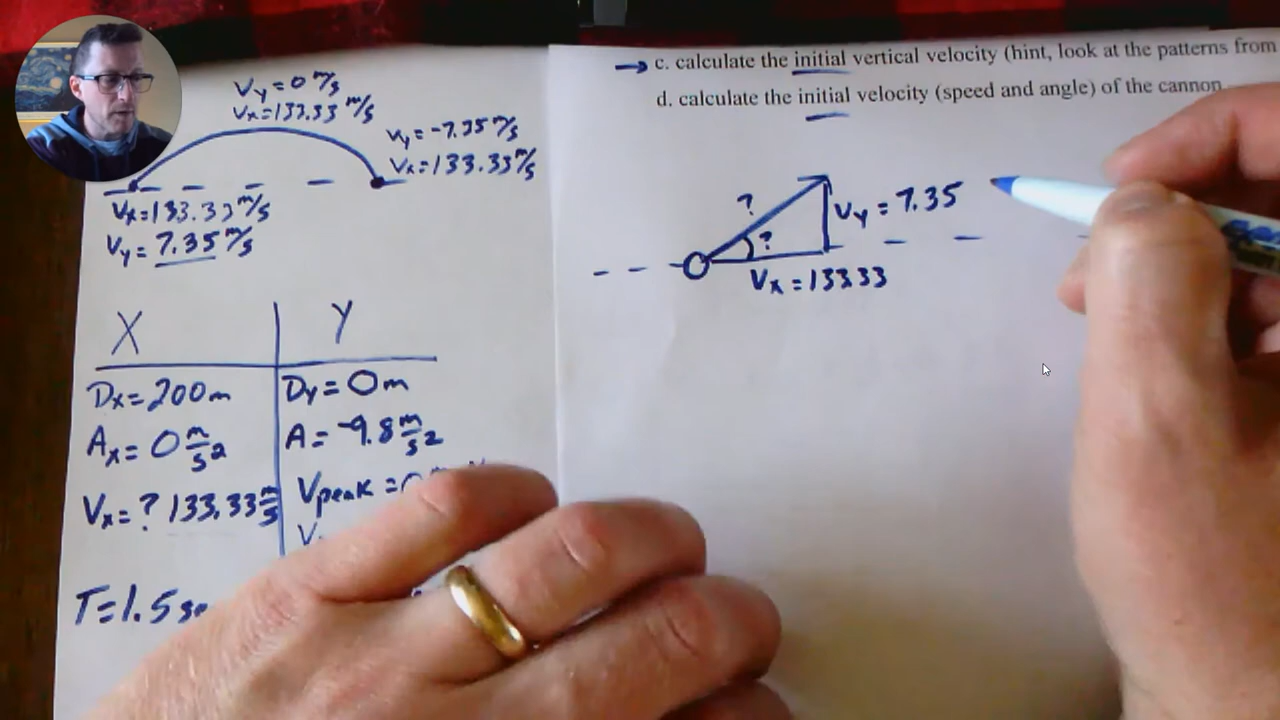 Vy = 0 m/s
Vx = 133.33 m/s
Vy = -7.35 m/s
Vx = 133.33 m/s
Vx = 133.33 m/s
Vy = 7.35 m/s
X Y
Dx = 200m Dy = 0m
Ax = 0 m/s2 A = -9.8 m/s2
Vx = ? 133.33 m/s Vpeak =
T = 1.5
c. calculate the initial vertical velocity (hint, look at the patterns from
d. calculate the initial velocity (speed and angle) of the cannon
?
?
Vy = 7.35
Vx = 133.33